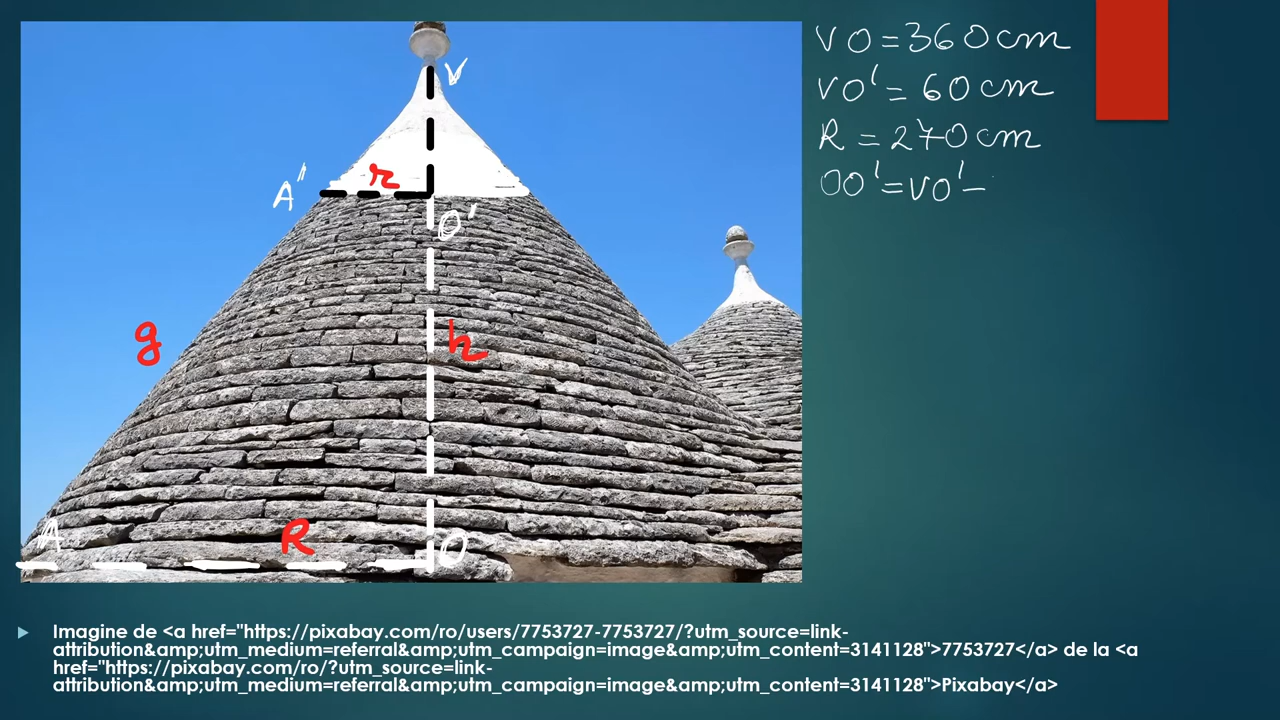 VO = 360 cm
VO' = 60 cm
R = 270 cm
OO' = VO' -
V
r
A''
O'
g
h
A
R
O
Imagine de <a href="https://pixabay.com/ro/users/7753727-7753727/?utm_source=link-
attribution&amp;utm_medium=referral&amp;utm_campaign=image&amp;utm_content=3141128">7753727</a> de la <a
href="https://pixabay.com/ro/?utm_source=link-
attribution&amp;utm_medium=referral&amp;utm_campaign=image&amp;utm_content=3141128">Pixabay</a>